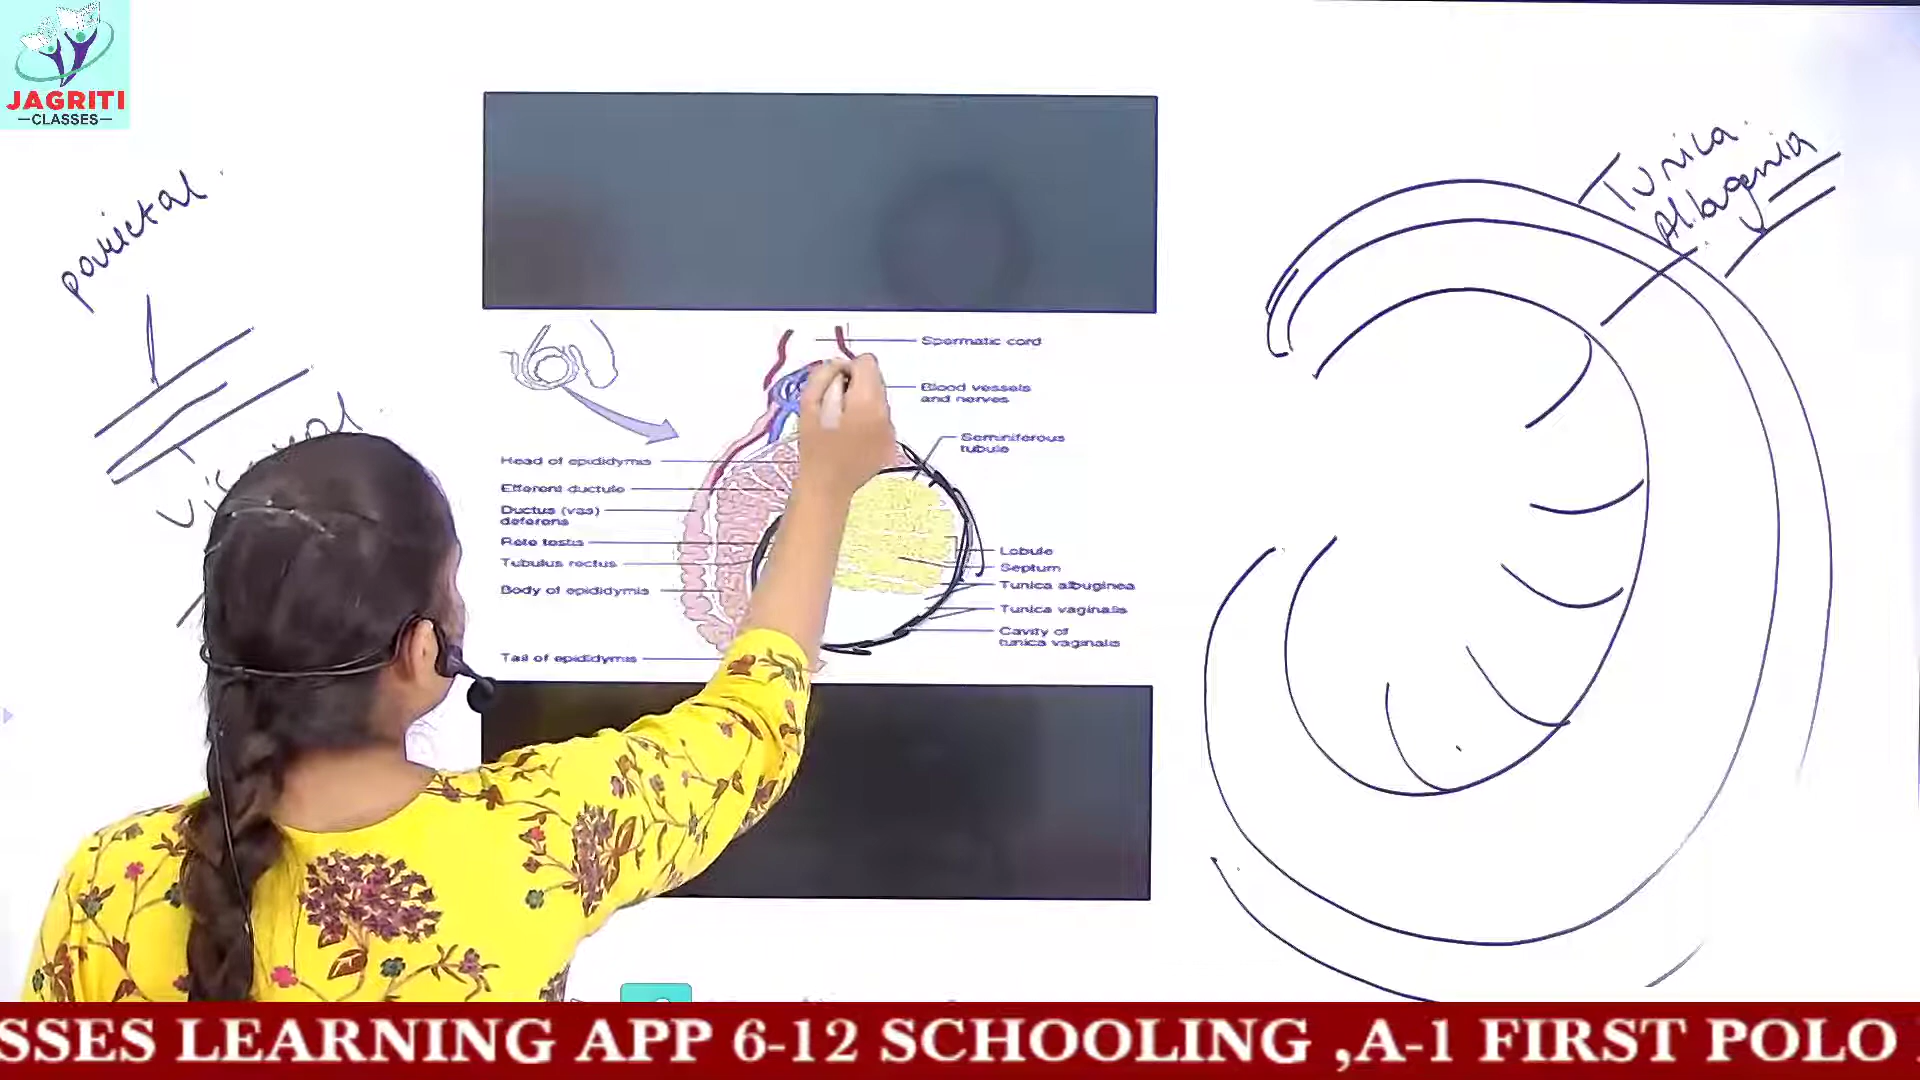 JAGRITI
—CLASSES—
parietal
Tunica
Albagenia
Spermatic cord
Blood vessels
and nerves
Seminiferous
tubule
Head of epididymis
Efferent ductule
Ductus (vas)
deferens
Rete testis
Tubulus rectus
Body of epididymis
Tail of epididymis
Lobule
Septum
Tunica albuginea
Tunica vaginalis
Cavity of
tunica vaginalis
SSES LEARNING APP 6-12 SCHOOLING ,A-1 FIRST POLO